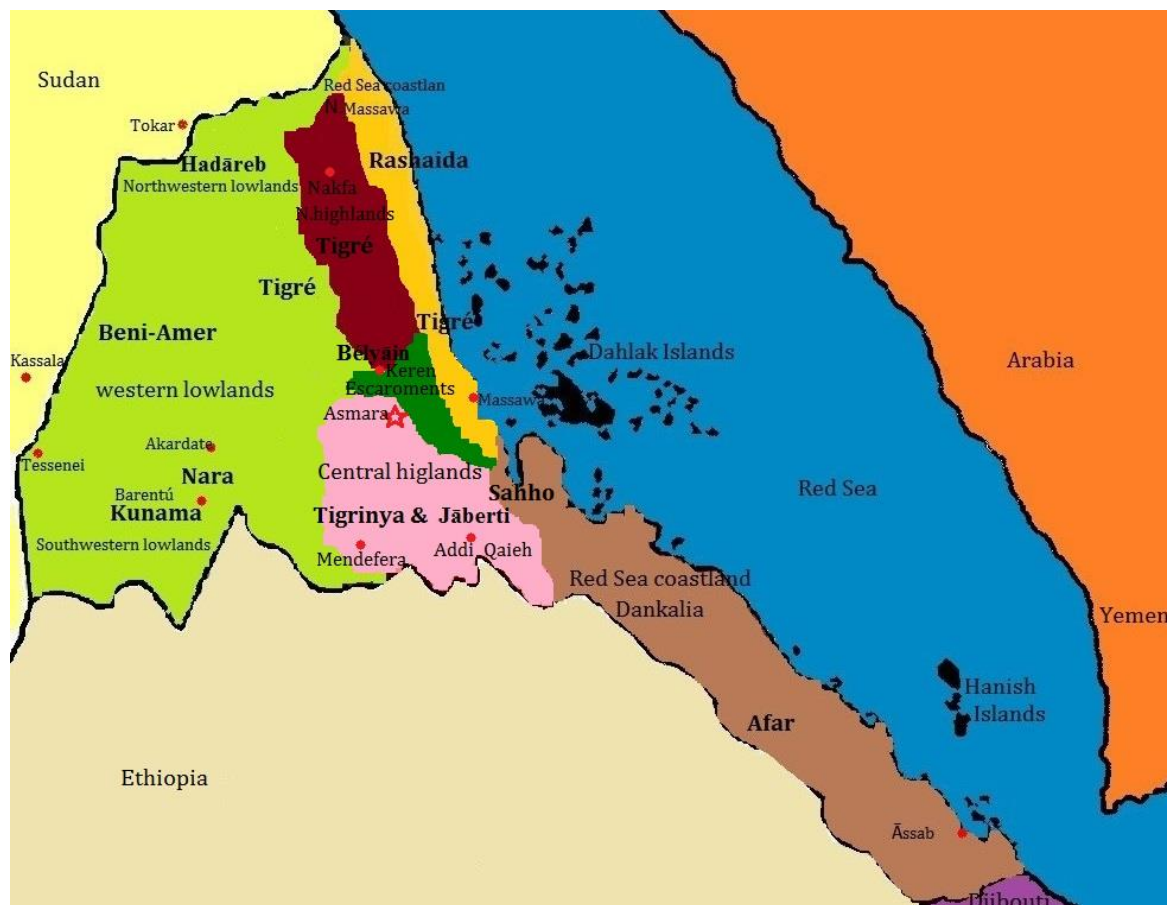 Sudan
Red Sea coastlan
N.Massawa
Tokar
Hadāreb
Rashaida
Northwestern lowlands
Nakfa
N.highlands
Tigré
Tigré
Tigré
Beni-Amer
Belyāin
Dahlak Islands
Arabia
Kassala
Keren
western lowlands
Escaroments
Massawa
Asmara
Akardate
Tessenei
Central higlands
Nara
Red Sea
Barentú
Sahho
Kunama
Tigrinya & Jāberti
Southwestern lowlands
Mendefera
Addi Qaieh
Red Sea coastland
Dankalia
Yemen
Hanish
Islands
Afar
Ethiopia
Āssab
Djibouti